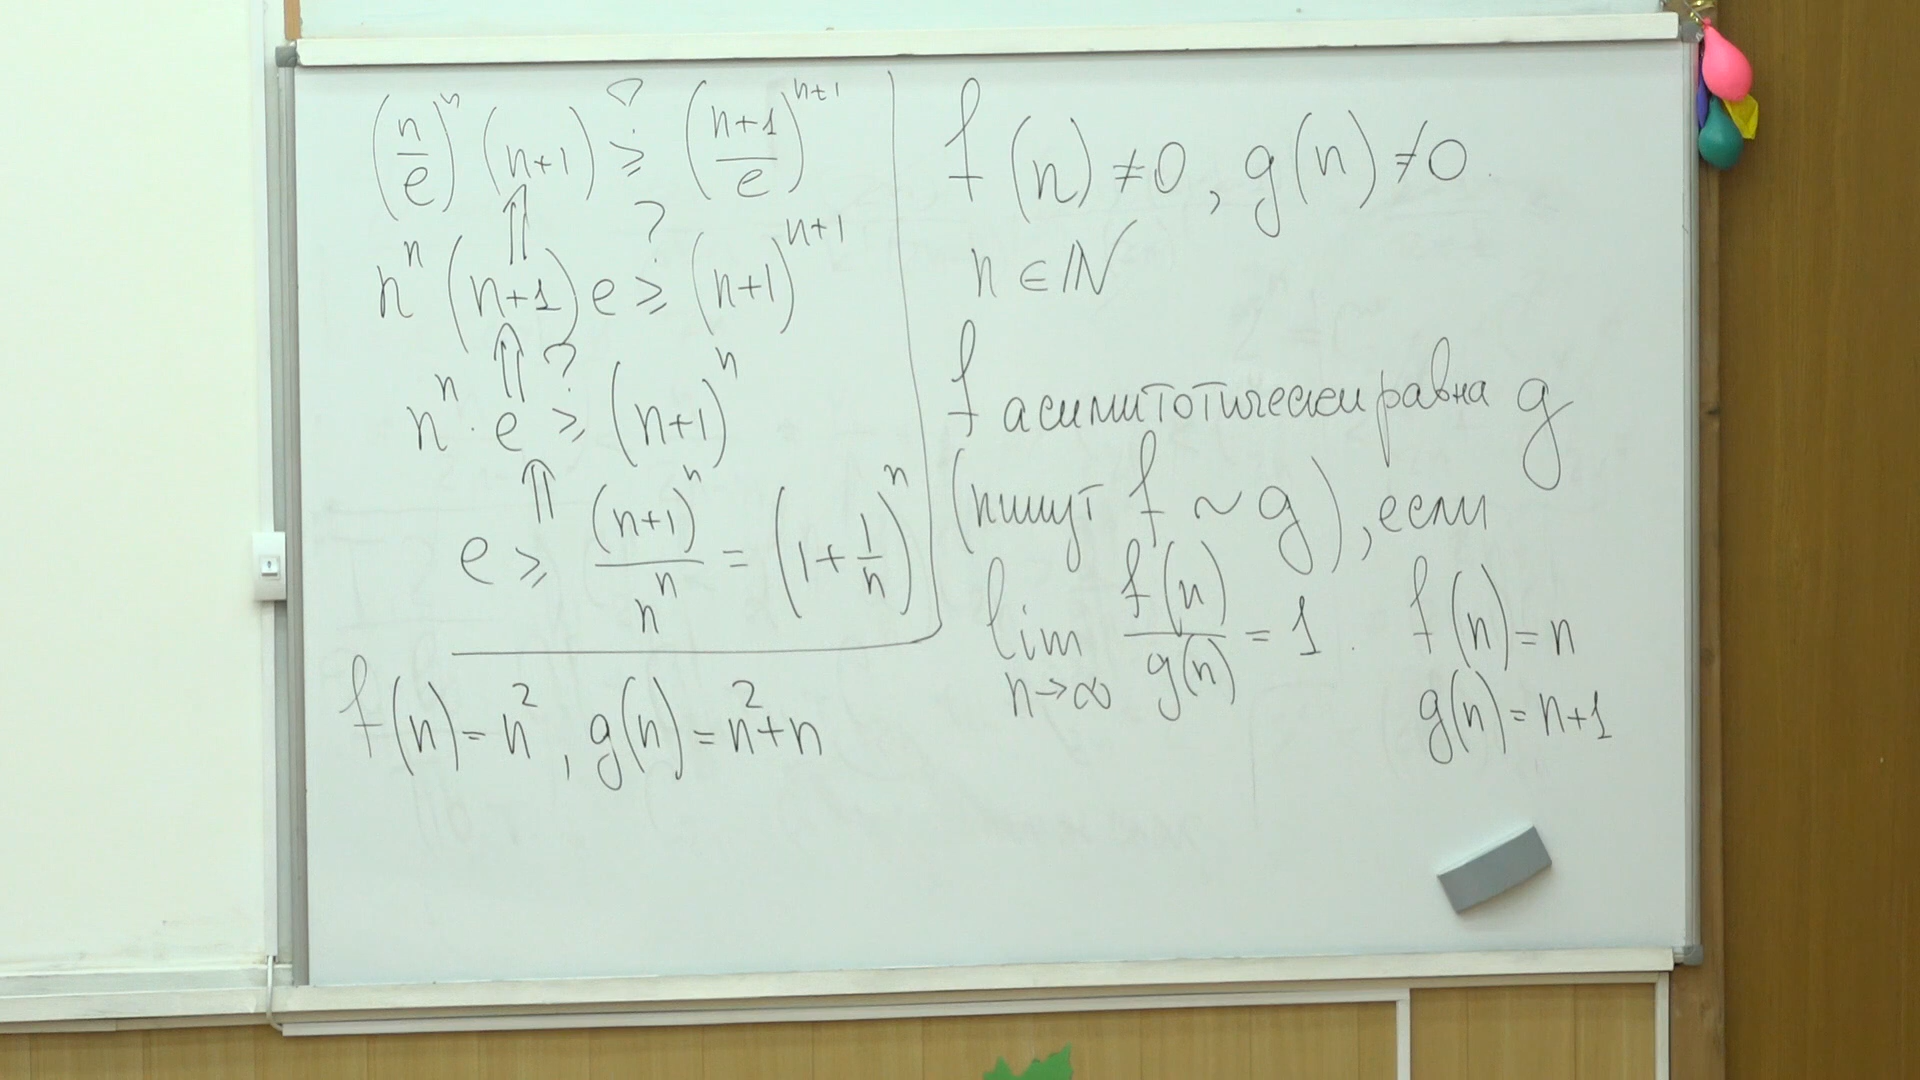 (n/e)^n (n+1) ≥ ((n+1)/e)^{n+1}
?
n^n (n+1) e ≥ (n+1)^{n+1}
⇑ ?
n^n · e ≥ (n+1)^n
⇑ ?
e ≥ (n+1)^n / n^n = (1 + 1/n)^n
⇑
f(n) = n², g(n) = n² + n
f(n) ≠ 0, g(n) ≠ 0.
n ∈ ℕ
f асимптотически равна g
(пишут f ~ g), если
lim_{n→∞} f(n)/g(n) = 1.
f(n) = n
g(n) = n+1